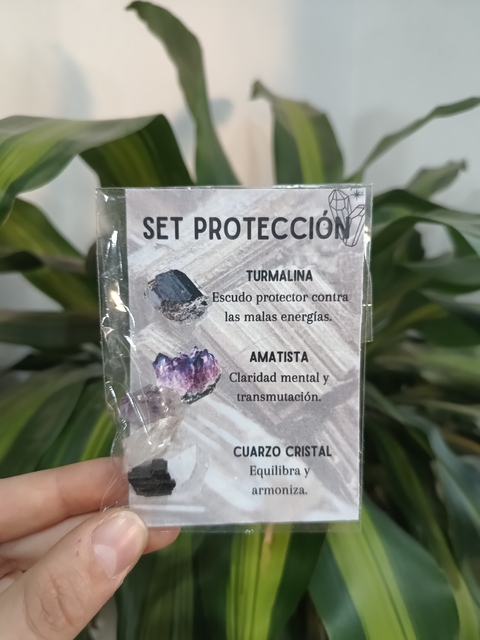 SET PROTECCIÓN
TURMALINA
Escudo protector contra
las malas energías.
AMATISTA
Claridad mental y
transmutación.
CUARZO CRISTAL
Equilibra y
armoniza.